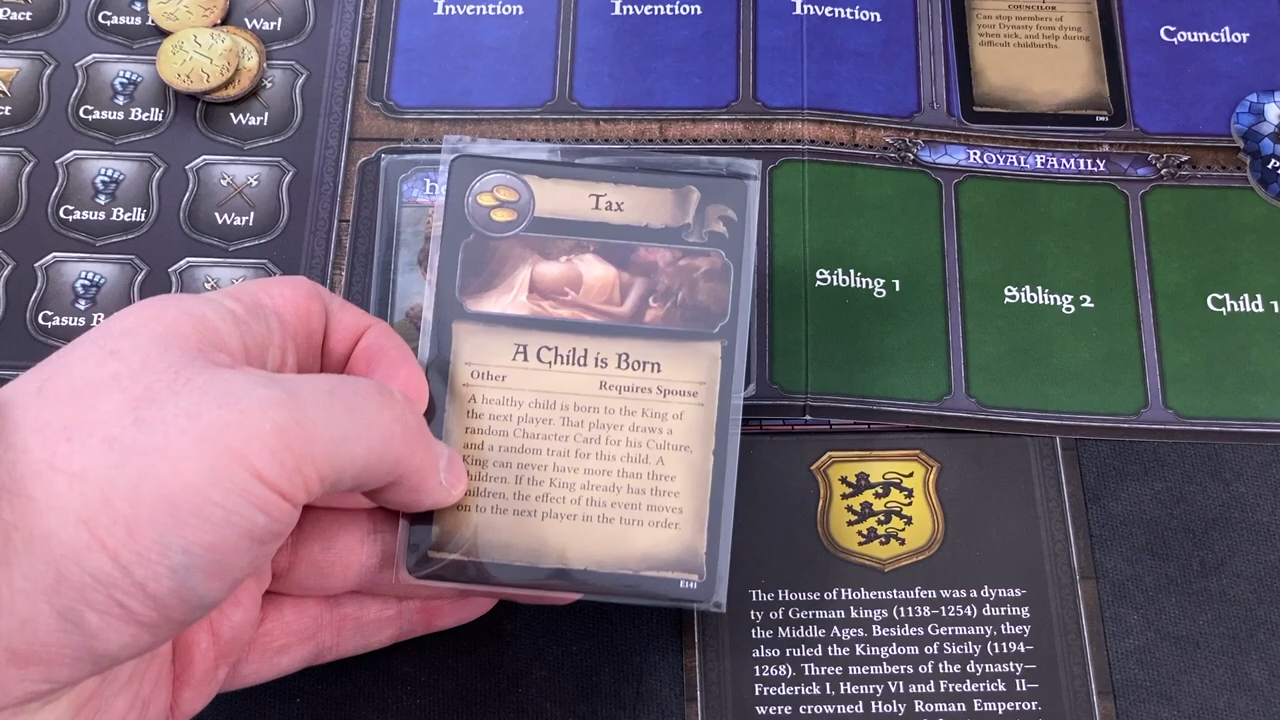 Pact
Casus
War!
Invention
Invention
Invention
COUNCILOR
Can stop members of
your Dynasty from dying
when sick, and help during
difficult childbirths.
D03
Councilor
Casus Belli
War!
ROYAL FAMILY
Tax
Casus Belli
War!
Sibling 1
Sibling 2
Child 1
Casus
A Child is Born
Other
Requires Spouse
A healthy child is born to the King of
the next player. That player draws a
random Character Card for his Culture,
and a random trait for this child. A
King can never have more than three
children. If the King already has three
children, the effect of this event moves
on to the next player in the turn order.
E141
The House of Hohenstaufen was a dynas-
ty of German kings (1138–1254) during
the Middle Ages. Besides Germany, they
also ruled the Kingdom of Sicily (1194–
1268). Three members of the dynasty—
Frederick I, Henry VI and Frederick II—
were crowned Holy Roman Emperor.